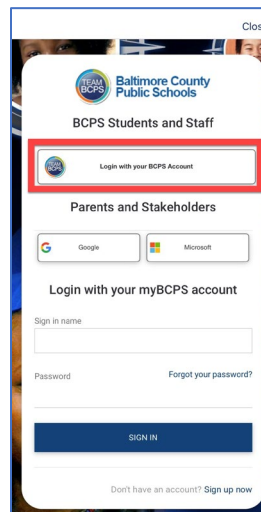 Clos
TEAM
BCPS
Baltimore County
Public Schools
BCPS Students and Staff
TEAM
BCPS
Login with your BCPS Account
Parents and Stakeholders
Google
Microsoft
Login with your myBCPS account
Sign in name
Password
Forgot your password?
SIGN IN
Don't have an account? Sign up now